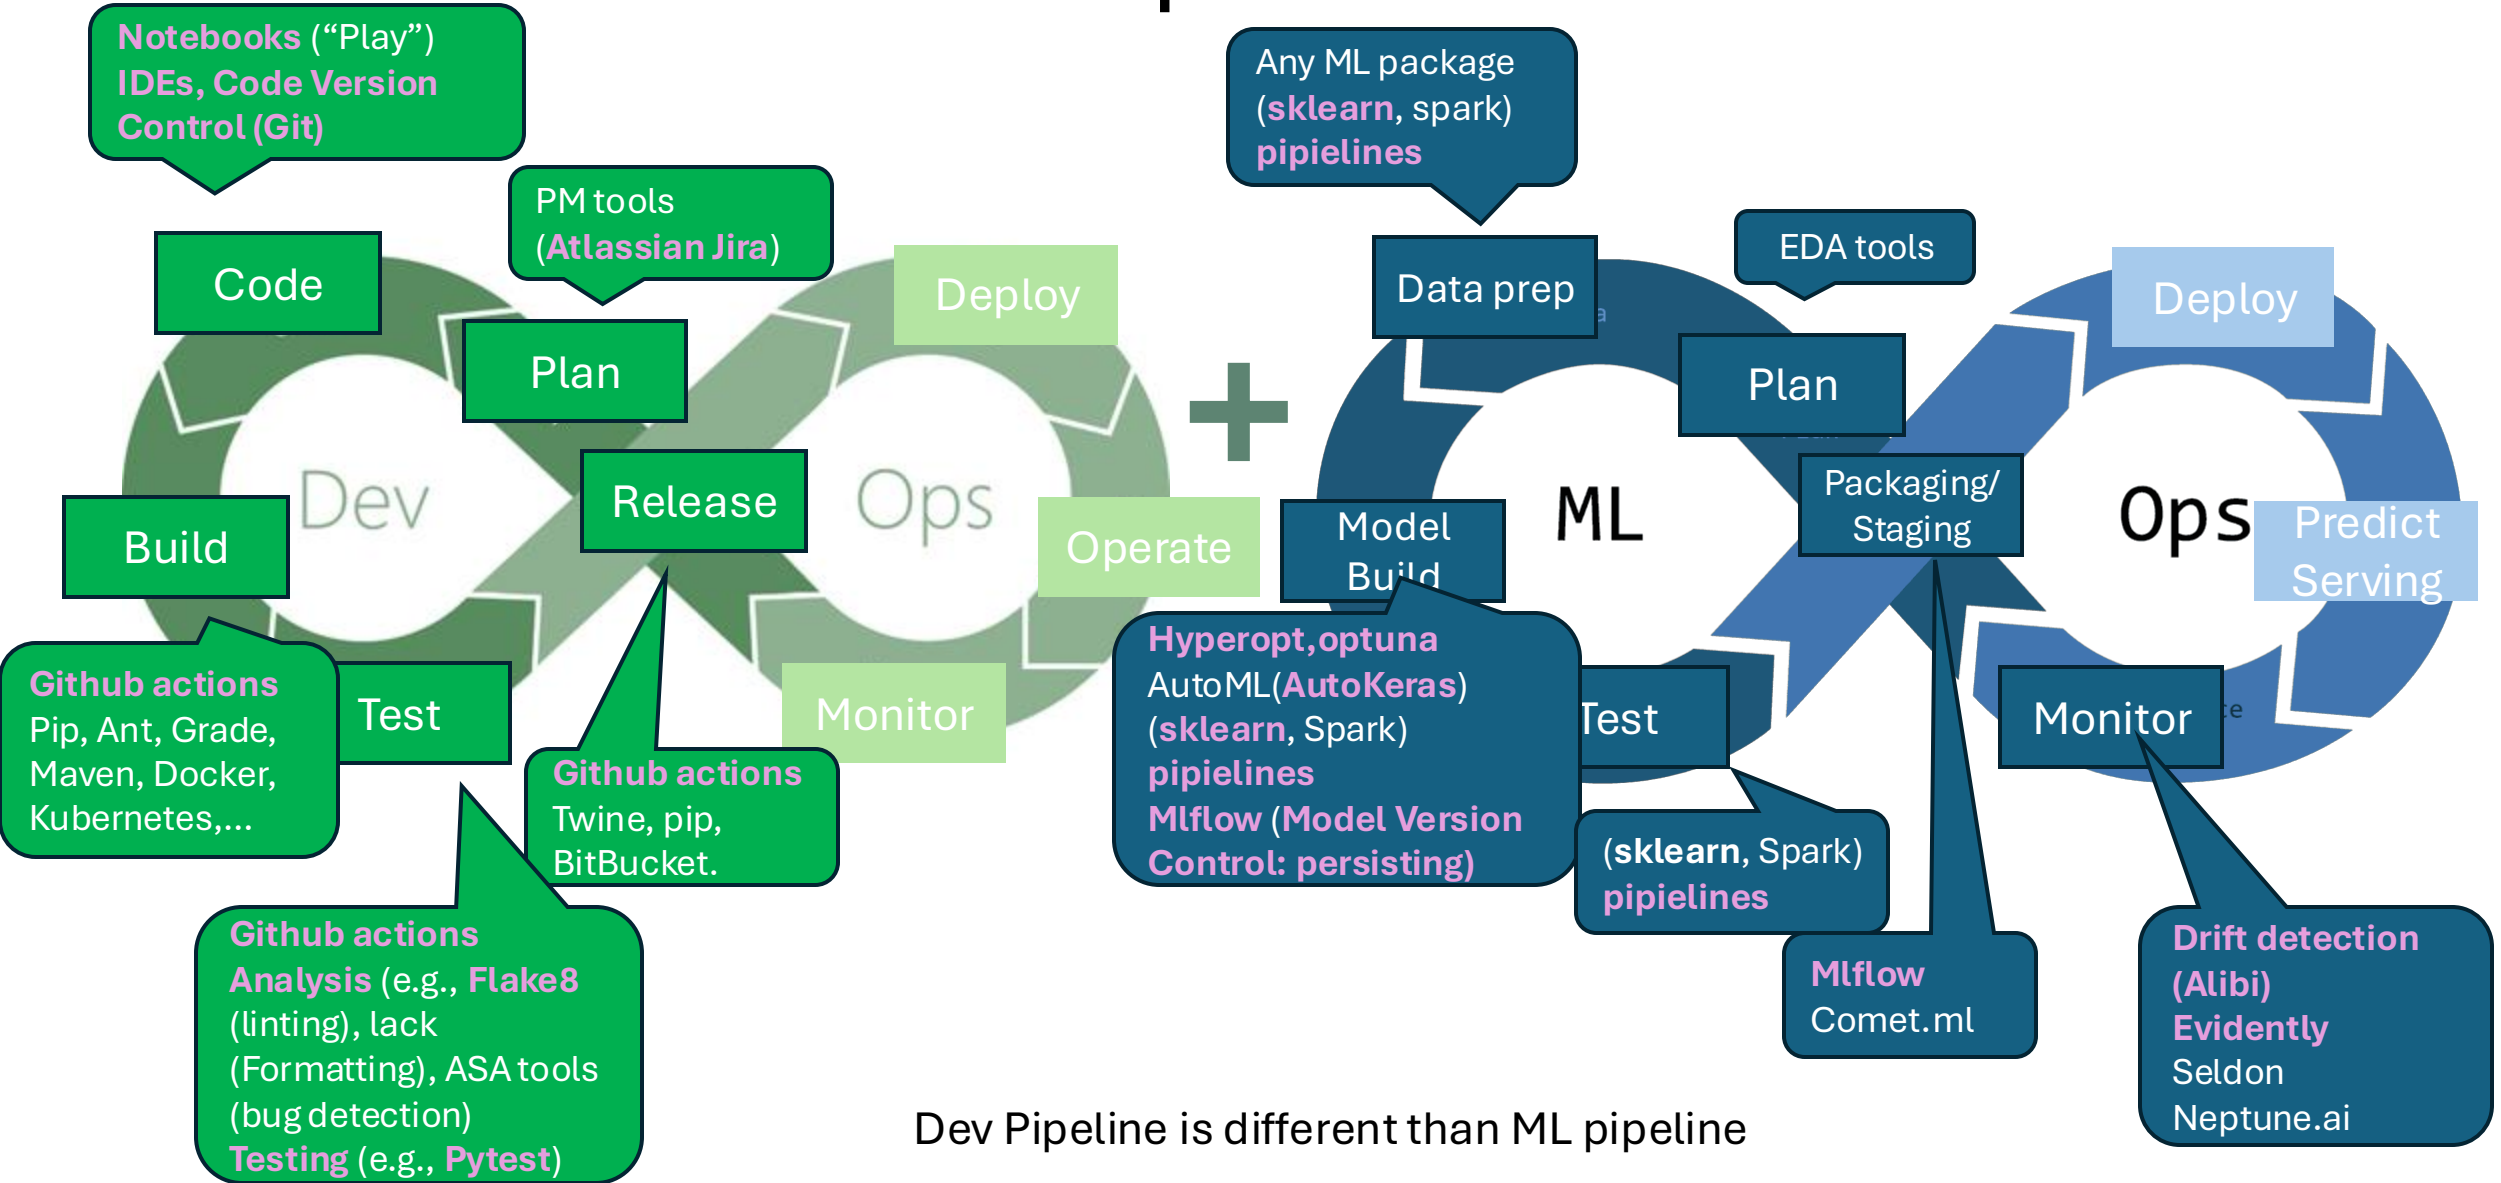 Notebooks (“Play”)
IDEs, Code Version
Control (Git)
PM tools
(Atlassian Jira)
Code
Plan
Deploy
Dev
Release
Ops
Build
Operate
Test
Monitor
Github actions
Pip, Ant, Grade,
Maven, Docker,
Kubernetes,...
Github actions
Twine, pip,
BitBucket.
Github actions
Analysis (e.g., Flake8
(linting), lack
(Formatting), ASA tools
(bug detection)
Testing (e.g., Pytest)
+
Any ML package
(sklearn, spark)
pipielines
EDA tools
Data prep
Plan
Deploy
ML
Packaging/
Staging
Ops
Predict
Serving
Model
Build
Test
Monitor
Hyperopt,optuna
AutoML(AutoKeras)
(sklearn, Spark)
pipielines
Mlflow (Model Version
Control: persisting)
(sklearn, Spark)
pipielines
Mlflow
Comet.ml
Drift detection
(Alibi)
Evidently
Seldon
Neptune.ai
Dev Pipeline is different than ML pipeline